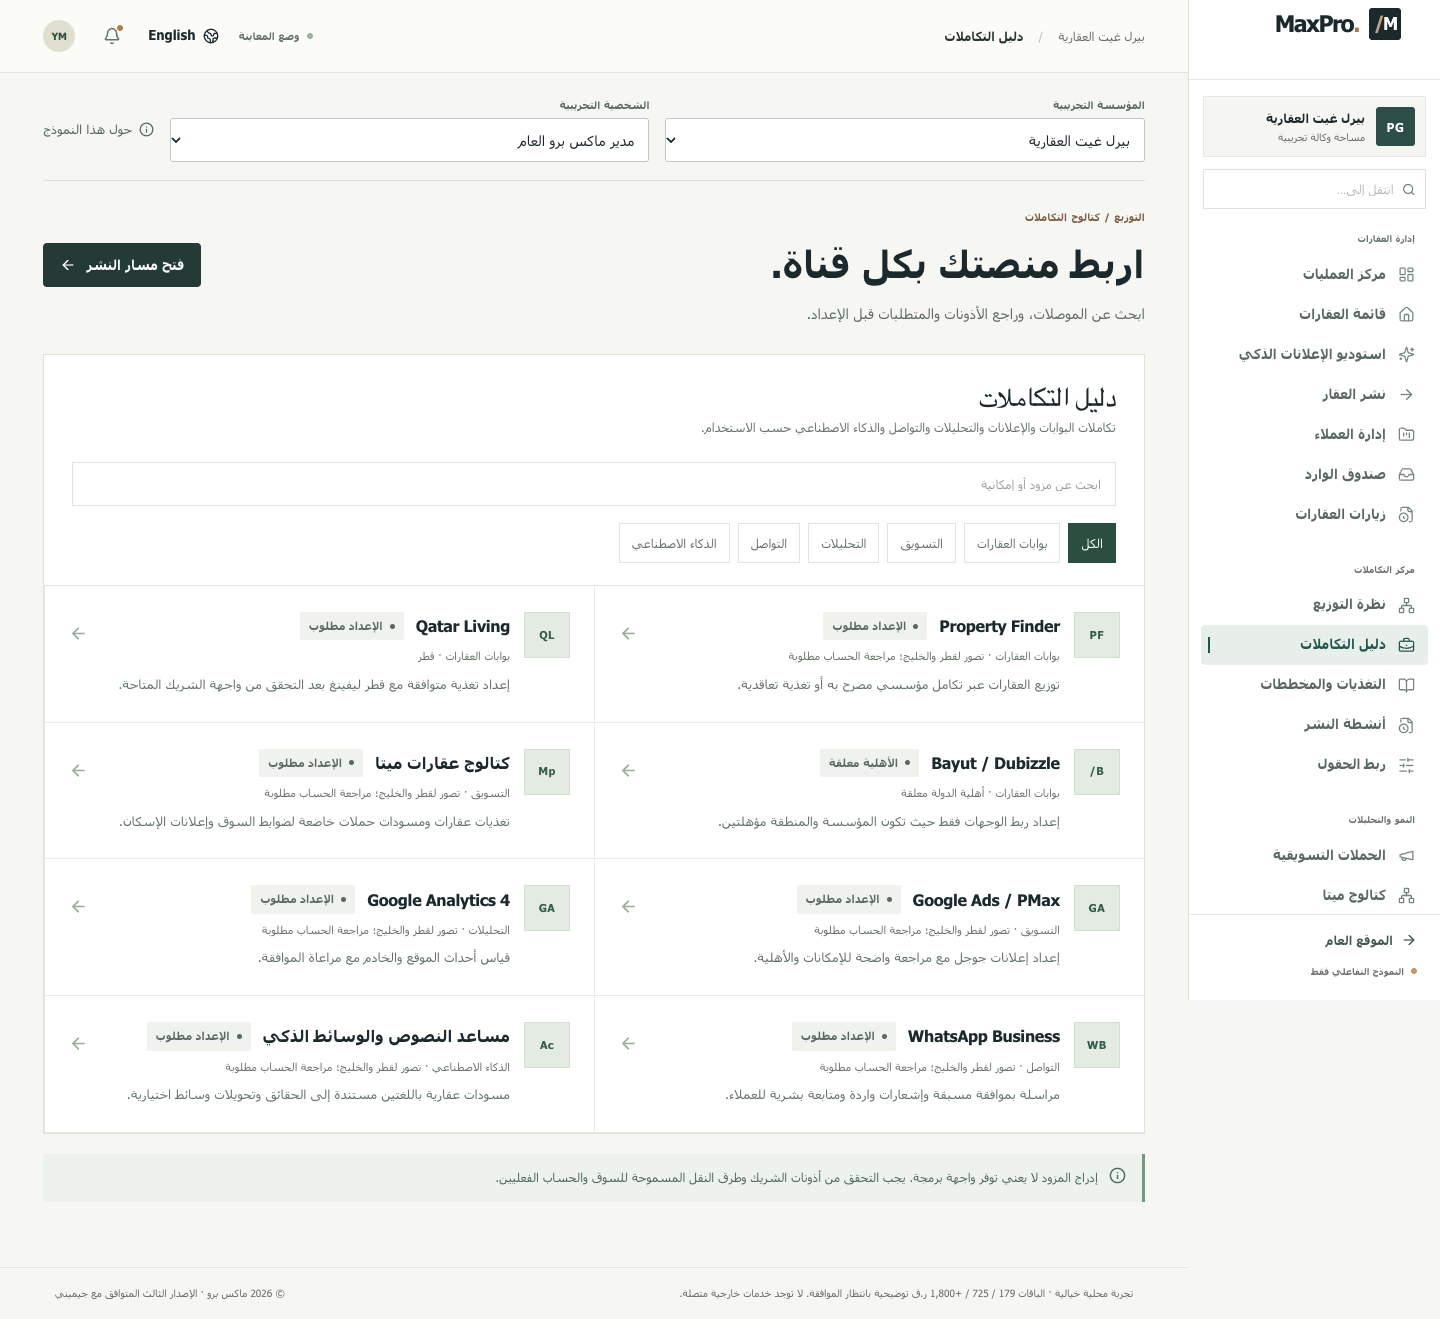 MaxPro.
/M
PG
بيرل غيت العقارية
مساحة وكالة تجريبية
انتقل إلى...
إدارة العقارات
مركز العمليات
قائمة العقارات
استوديو الإعلانات الذكي
نشر العقار
إدارة العملاء
صندوق الوارد
زيارات العقارات
مركز التكاملات
نظرة التوزيع
دليل التكاملات
التغذيات والمخططات
أنشطة النشر
ربط الحقول
النمو والتحليلات
الحملات التسويقية
كتالوج ميتا
الموقع العام
النموذج التفاعلي فقط
بيرل غيت العقارية / دليل التكاملات
وضع المعاينة
English
YM
المؤسسة التجريبية
بيرل غيت العقارية
الشخصية التجريبية
مدير ماكس برو العام
حول هذا النموذج
التوزيع / كتالوج التكاملات
اربط منصتك بكل قناة.
فتح مسار النشر
ابحث عن الموصلات، وراجع الأذونات والمتطلبات قبل الإعداد.
دليل التكاملات
تكاملات البوابات والإعلانات والتحليلات والتواصل والذكاء الاصطناعي حسب الاستخدام.
ابحث عن مزود أو إمكانية
الكل
بوابات العقارات
التسويق
التحليلات
التواصل
الذكاء الاصطناعي
PF
Property Finder
الإعداد مطلوب
بوابات العقارات · تصور لقطر والخليج؛ مراجعة الحساب مطلوبة
توزيع العقارات عبر تكامل مؤسسي مصرح به أو تغذية تعاقدية.
QL
Qatar Living
الإعداد مطلوب
بوابات العقارات · قطر
إعداد تغذية متوافقة مع قطر ليفينغ بعد التحقق من واجهة الشريك المتاحة.
B/
Bayut / Dubizzle
الأهلية معلقة
بوابات العقارات · أهلية الدولة معلقة
إعداد ربط الوجهات فقط حيث تكون المؤسسة والمنطقة مؤهلتين.
Mp
كتالوج عقارات ميتا
الإعداد مطلوب
التسويق · تصور لقطر والخليج؛ مراجعة الحساب مطلوبة
تغذيات عقارات ومسودات حملات خاضعة لضوابط السوق وإعلانات الإسكان.
GA
Google Ads / PMax
الإعداد مطلوب
التسويق · تصور لقطر والخليج؛ مراجعة الحساب مطلوبة
إعداد إعلانات جوجل مع مراجعة واضحة للإمكانات والأهلية.
GA
Google Analytics 4
الإعداد مطلوب
التحليلات · تصور لقطر والخليج؛ مراجعة الحساب مطلوبة
قياس أحداث الموقع والخادم مع مراعاة الموافقة.
WB
WhatsApp Business
الإعداد مطلوب
التواصل · تصور لقطر والخليج؛ مراجعة الحساب مطلوبة
مراسلة بموافقة مسبقة وإشعارات واردة ومتابعة بشرية للعملاء.
Ac
مساعد النصوص والوسائط الذكي
الإعداد مطلوب
الذكاء الاصطناعي · تصور لقطر والخليج؛ مراجعة الحساب مطلوبة
مسودات عقارية باللغتين مستندة إلى الحقائق وتحويلات وسائط اختيارية.
إدراج المزود لا يعني توفر واجهة برمجة. يجب التحقق من أذونات الشريك وطرق النقل المسموحة للسوق والحساب الفعليين.
تجربة محلية خيالية · الباقات 179 / 725 / +1,800 ر.ق توضيحية بانتظار الموافقة. لا توجد خدمات خارجية متصلة.
© 2026 ماكس برو · الإصدار الثالث المتوافق مع جيميني